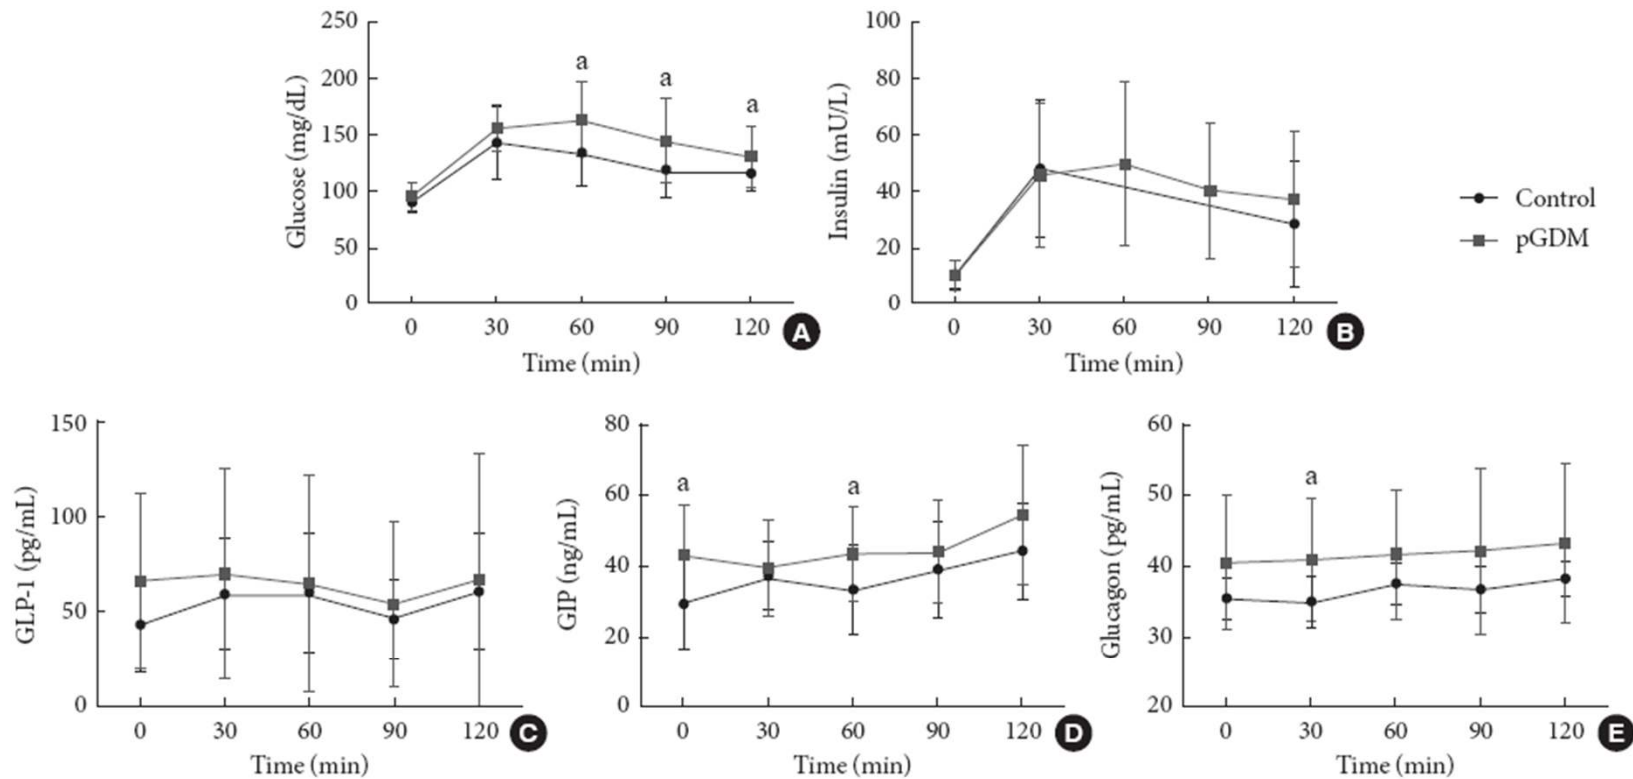 250
200
150
100
50
0
Glucose (mg/dL)
a
a
a
0 30 60 90 120
Time (min)
A
100
80
60
40
20
0
Insulin (mU/L)
0 30 60 90 120
Time (min)
B
Control
pGDM
150
100
50
0
GLP-1 (pg/mL)
0 30 60 90 120
Time (min)
C
80
60
40
20
0
GIP (ng/mL)
a
a
0 30 60 90 120
Time (min)
D
60
50
40
30
20
Glucagon (pg/mL)
a
0 30 60 90 120
Time (min)
E